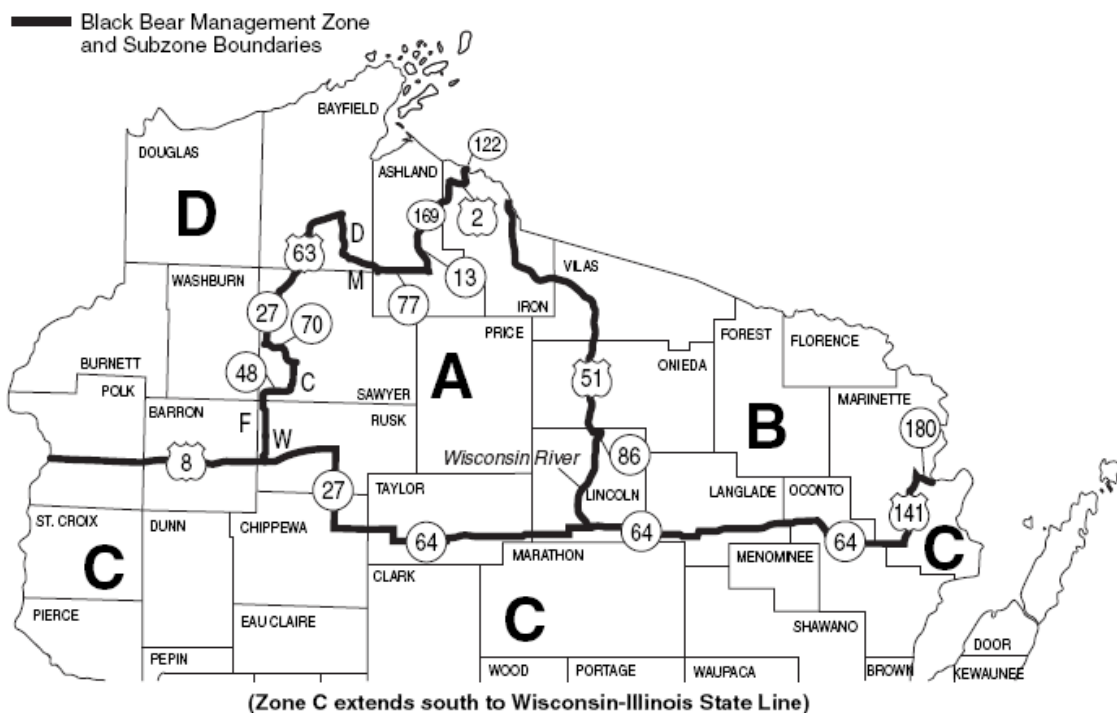 Black Bear Management Zone
and Subzone Boundaries
BAYFIELD
DOUGLAS
ASHLAND
122
D
169
2
63
D
WASHBURN
M
13
VILAS
27
77
IRON
70
PRICE
FOREST
FLORENCE
BURNETT
48
C
A
ONIEDA
POLK
SAWYER
51
MARINETTE
BARRON
F
RUSK
B
180
W
86
8
Wisconsin River
27
TAYLOR
LINCOLN
LANGLADE
OCONTO
141
ST. CROIX
DUNN
CHIPPEWA
64
64
64
C
C
MARATHON
MENOMINEE
CLARK
C
PIERCE
EAU CLAIRE
SHAWANO
DOOR
PEPIN
WOOD
PORTAGE
WAUPACA
BROWN
KEWAUNEE
(Zone C extends south to Wisconsin-Illinois State Line)